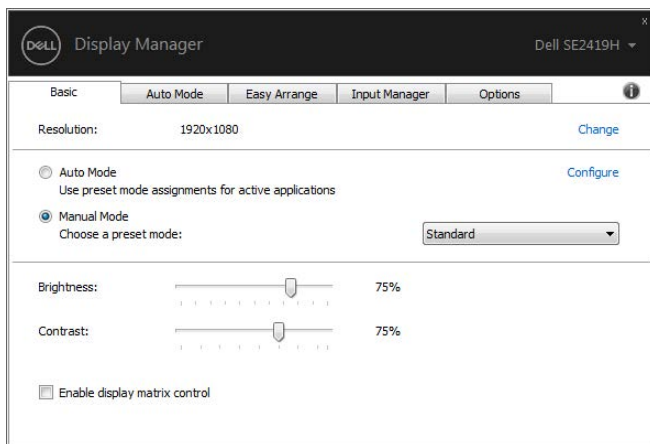 x
DELL Display Manager Dell SE2419H
Basic Auto Mode Easy Arrange Input Manager Options i
Resolution: 1920x1080 Change
Auto Mode Configure
Use preset mode assignments for active applications
Manual Mode
Choose a preset mode: Standard
Brightness: 75%
Contrast: 75%
Enable display matrix control